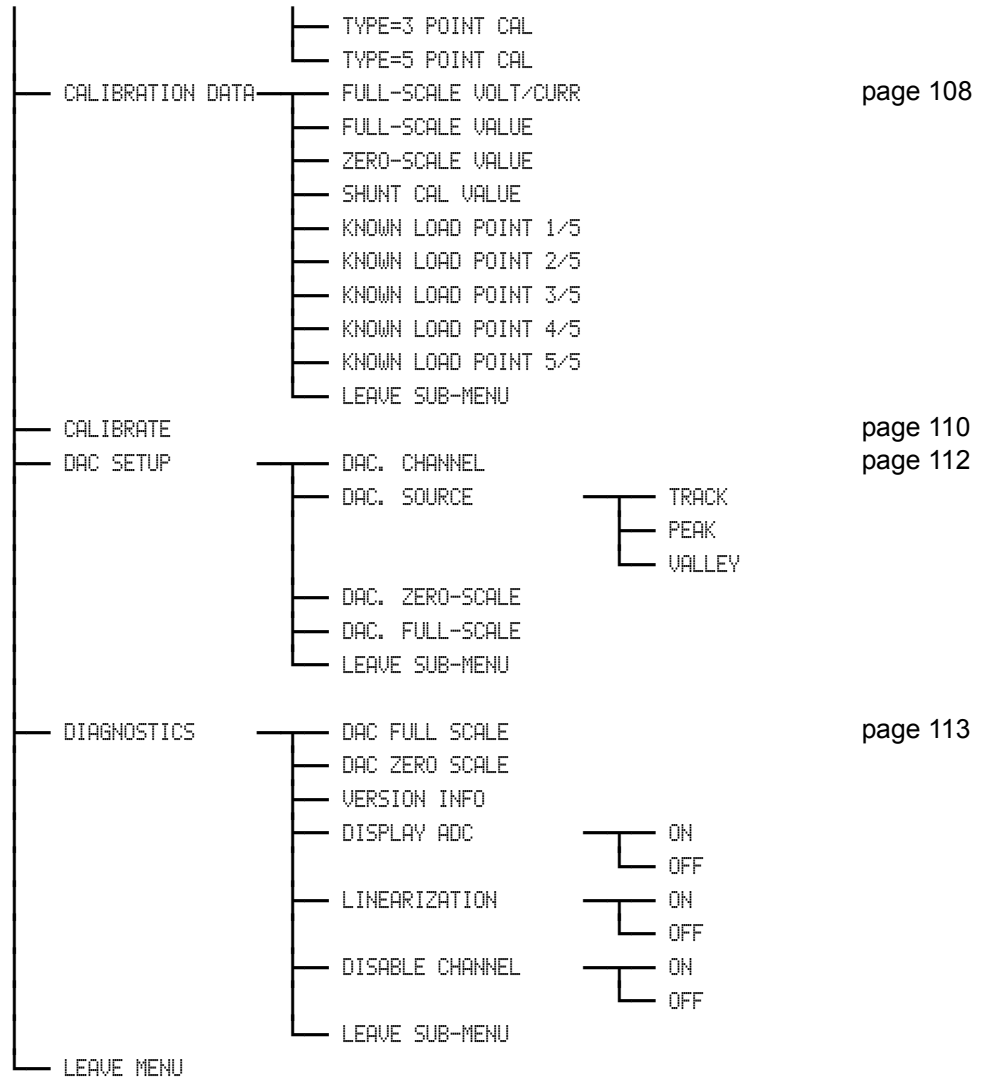 TYPE=3 POINT CAL
TYPE=5 POINT CAL
CALIBRATION DATA FULL-SCALE VOLT/CURR page 108
FULL-SCALE VALUE
ZERO-SCALE VALUE
SHUNT CAL VALUE
KNOWN LOAD POINT 1/5
KNOWN LOAD POINT 2/5
KNOWN LOAD POINT 3/5
KNOWN LOAD POINT 4/5
KNOWN LOAD POINT 5/5
LEAVE SUB-MENU
CALIBRATE page 110
DAC SETUP DAC. CHANNEL page 112
DAC. SOURCE TRACK
PEAK
VALLEY
DAC. ZERO-SCALE
DAC. FULL-SCALE
LEAVE SUB-MENU
DIAGNOSTICS DAC FULL SCALE page 113
DAC ZERO SCALE
VERSION INFO
DISPLAY ADC ON
OFF
LINEARIZATION ON
OFF
DISABLE CHANNEL ON
OFF
LEAVE SUB-MENU
LEAVE MENU